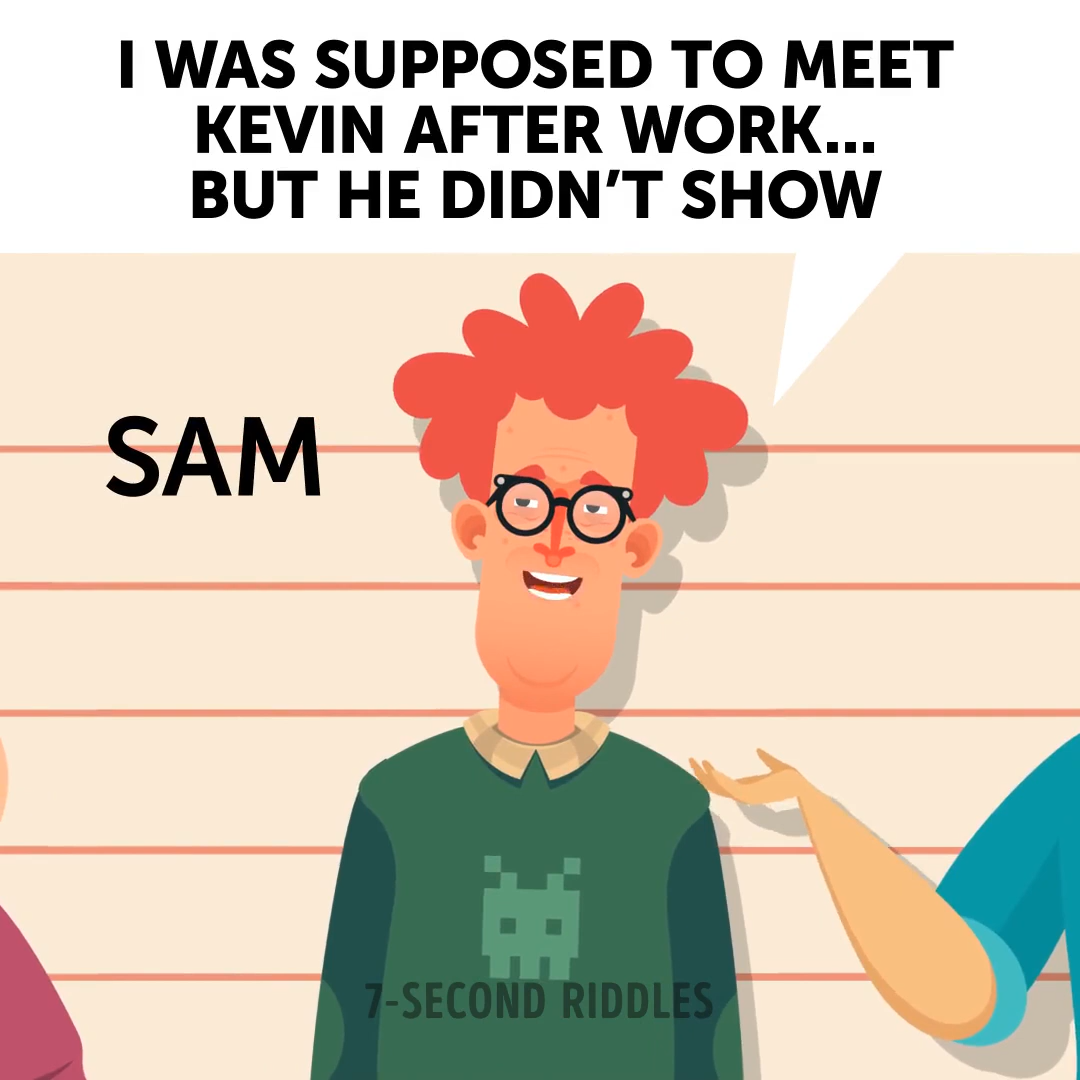 I WAS SUPPOSED TO MEET
KEVIN AFTER WORK...
BUT HE DIDN’T SHOW
SAM
7-SECOND RIDDLES